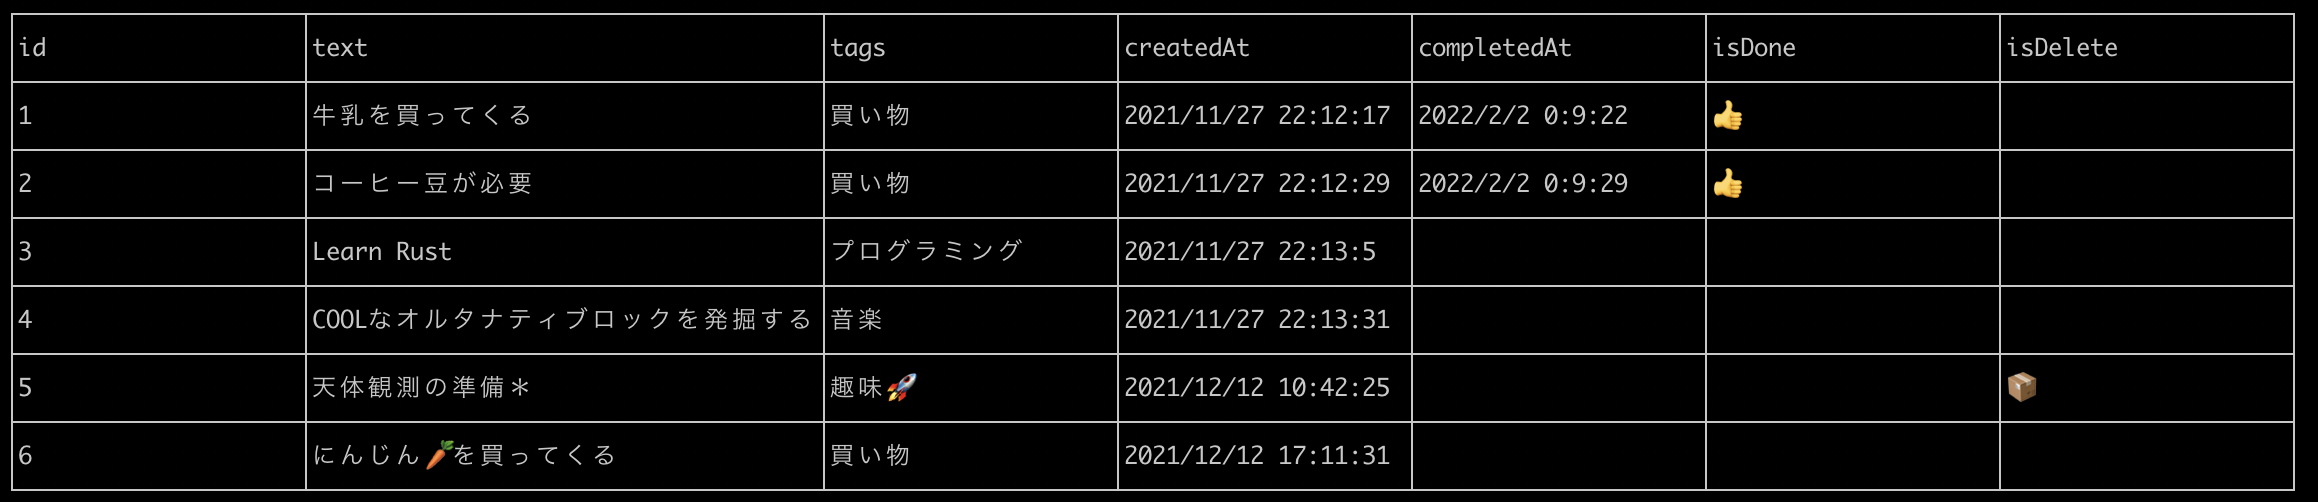 id text tags createdAt completedAt isDone isDelete
1 牛乳を買ってくる 買い物 2021/11/27 22:12:17 2022/2/2 0:9:22 👍
2 コーヒー豆が必要 買い物 2021/11/27 22:12:29 2022/2/2 0:9:29 👍
3 Learn Rust プログラミング 2021/11/27 22:13:5
4 COOLなオルタナティブロックを発掘する 音楽 2021/11/27 22:13:31
5 天体観測の準備＊ 趣味🚀 2021/12/12 10:42:25 📦
6 にんじん🥕を買ってくる 買い物 2021/12/12 17:11:31